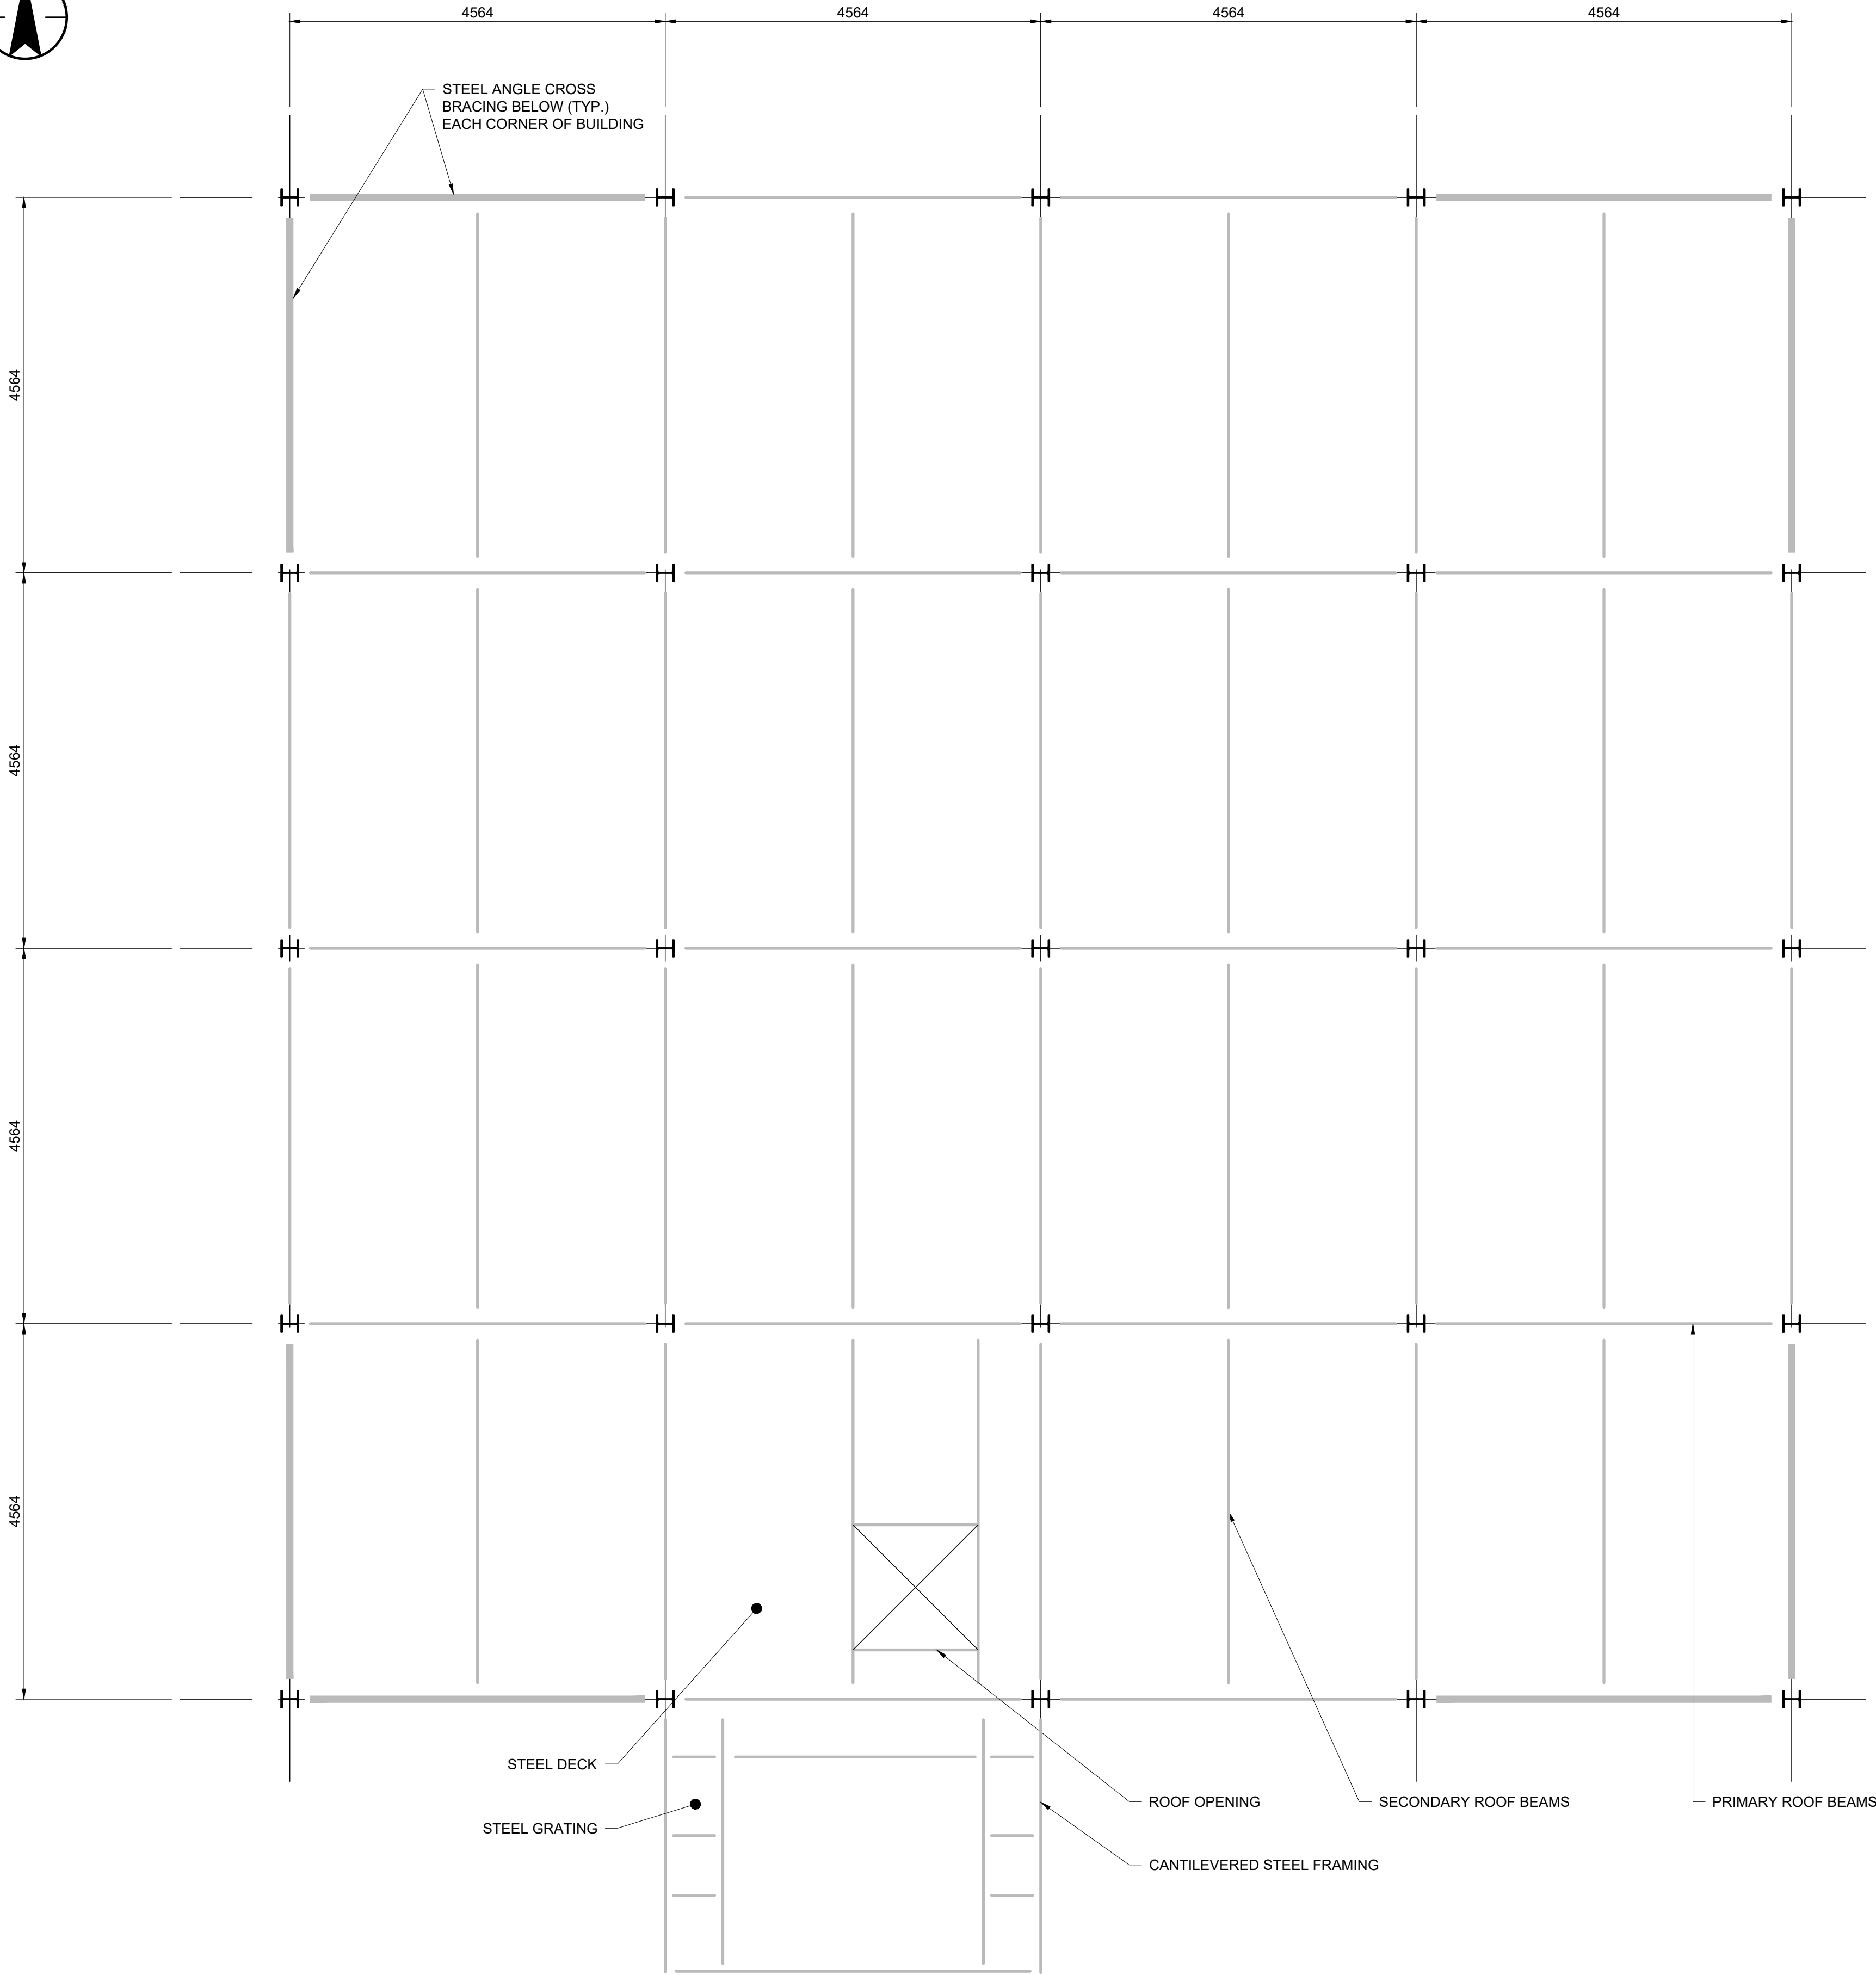 4564
4564
4564
4564
STEEL ANGLE CROSS
BRACING BELOW (TYP.)
EACH CORNER OF BUILDING
4564
4564
4564
4564
STEEL DECK
STEEL GRATING
ROOF OPENING
SECONDARY ROOF BEAMS
PRIMARY ROOF BEAMS
CANTILEVERED STEEL FRAMING